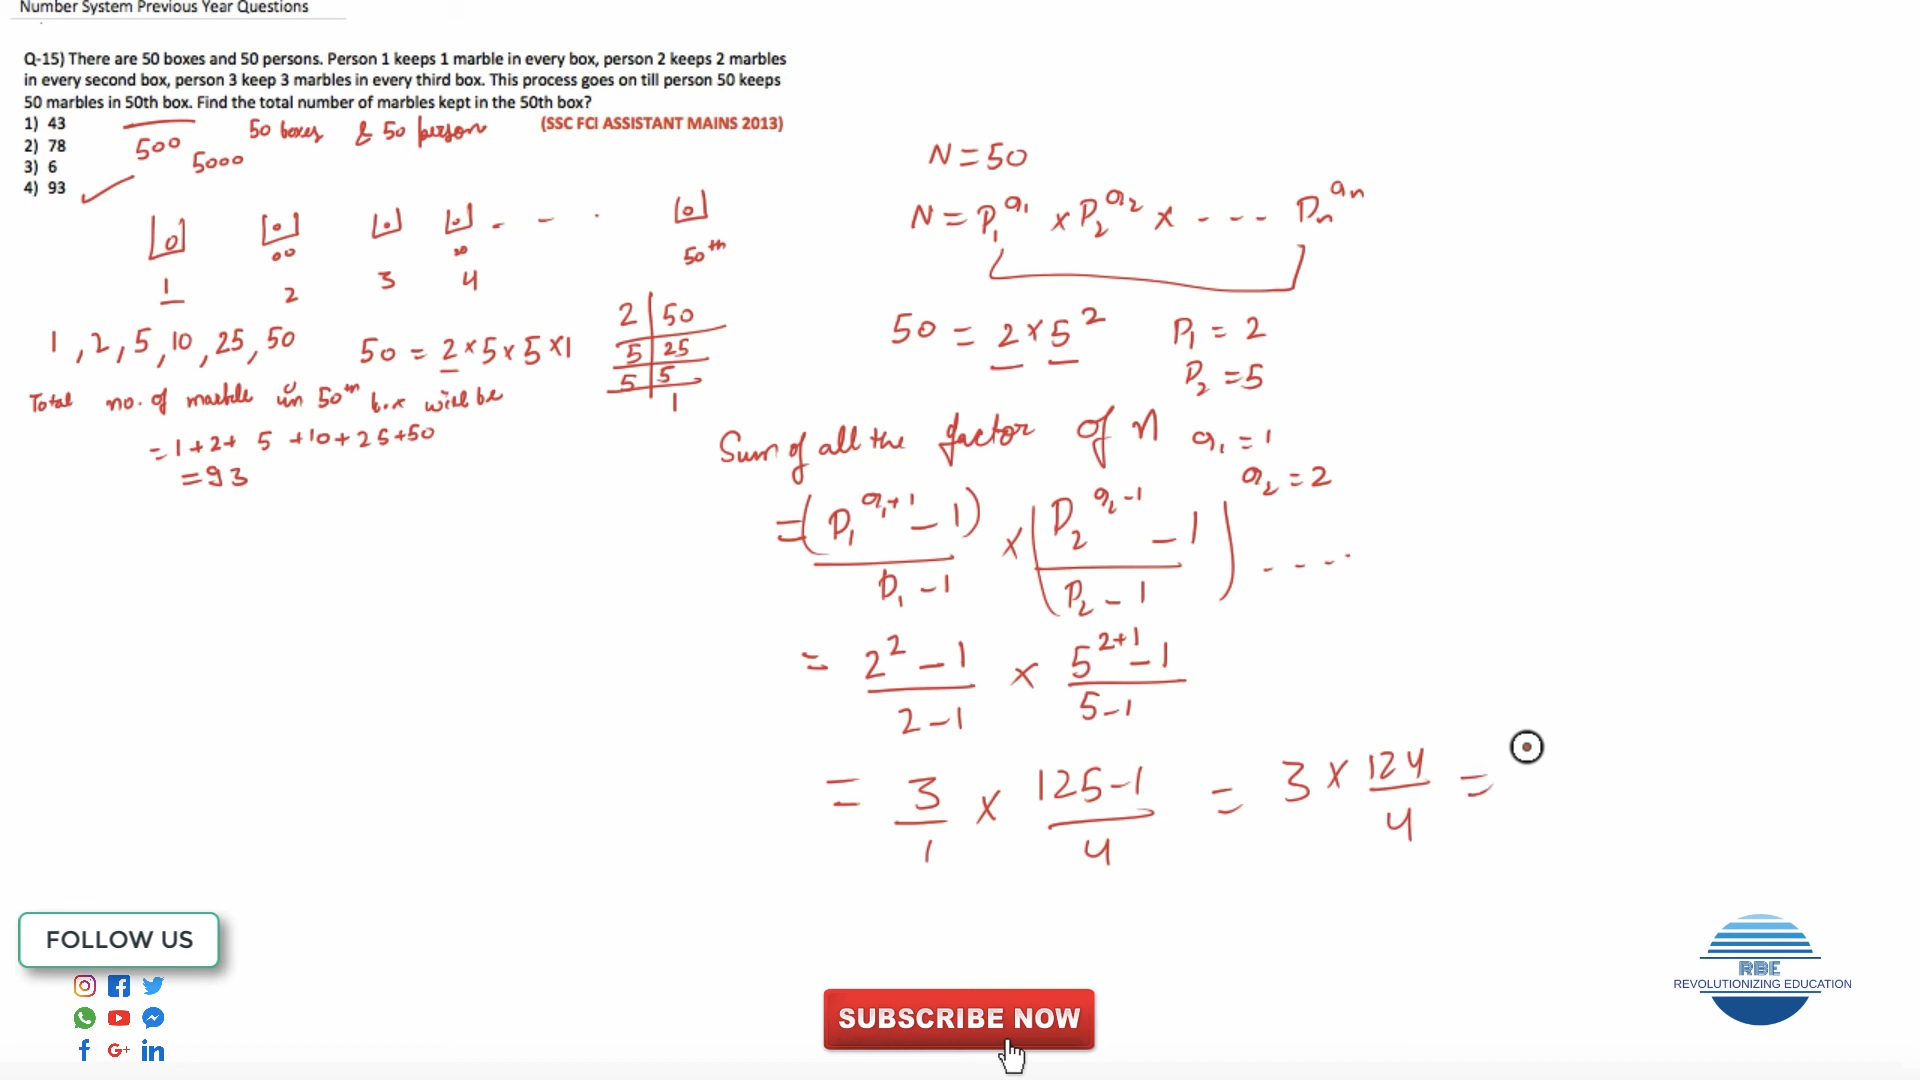 Number System Previous Year Questions
Q-15) There are 50 boxes and 50 persons. Person 1 keeps 1 marble in every box, person 2 keeps 2 marbles
in every second box, person 3 keep 3 marbles in every third box. This process goes on till person 50 keeps
50 marbles in 50th box. Find the total number of marbles kept in the 50th box?
1) 43
2) 78
3) 6
4) 93
(SSC FCI ASSISTANT MAINS 2013)
50 boxes & 50 person
500
5000
50th
1 2 3 4
1, 2, 5, 10, 25, 50
50 = 2 × 5 × 5 × 1
2 | 50
5 | 25
5 | 5
1
Total no. of marble in 50th box will be
= 1 + 2 + 5 + 10 + 25 + 50
= 93
N = 50
N = P₁^a₁ × P₂^a₂ × - - - Pₙ^aₙ
50 = 2 × 5²
P₁ = 2
P₂ = 5
Sum of all the factor of n
a₁ = 1
a₂ = 2
= (P₁^a₁+1 - 1) × (P₂^a₂-1 - 1) - - - -
P₁ - 1 P₂ - 1
= 2² - 1 × 5^2+1 - 1
2 - 1 5 - 1
= 3 × 125 - 1 = 3 × 124 =
1 4 4
FOLLOW US
SUBSCRIBE NOW
RBE
REVOLUTIONIZING EDUCATION